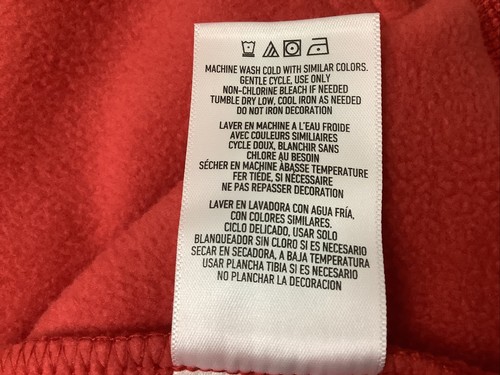 MACHINE WASH COLD WITH SIMILAR COLORS.
GENTLE CYCLE, USE ONLY
NON-CHLORINE BLEACH IF NEEDED
TUMBLE DRY LOW, COOL IRON AS NEEDED
DO NOT IRON DECORATION
LAVER EN MACHINE A L'EAU FROIDE
AVEC COULEURS SIMILIAIRES
CYCLE DOUX, BLANCHIR SANS
CHLORE AU BESOIN
SÉCHER EN MACHINE ÀBASSE TEMPERATURE
FER TIÈDE, SI NÉCESSAIRE
NE PAS REPASSER DECORATION
LAVER EN LAVADORA CON AGUA FRÍA,
CON COLORES SIMILARES.
CICLO DELICADO, USAR SOLO
BLANQUEADOR SIN CLORO SI ES NECESARIO
SECAR EN SECADORA, A BAJA TEMPERATURA
USAR PLANCHA TIBIA SI ES NECESARIO
NO PLANCHAR LA DECORACION